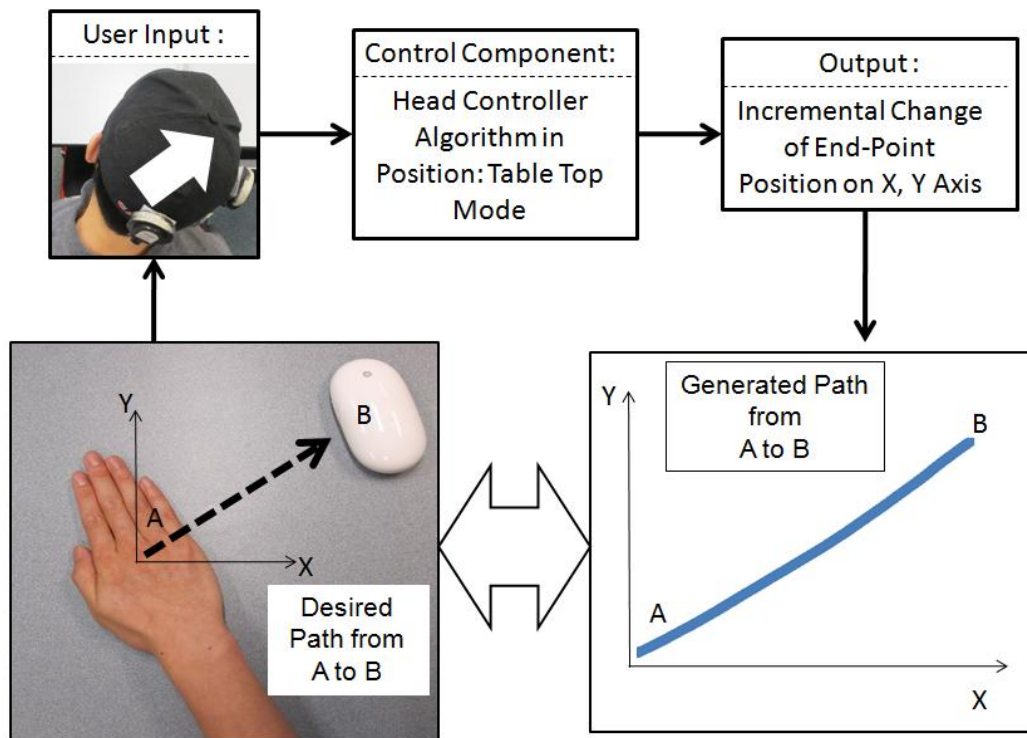 User Input :
Control Component:
Head Controller
Algorithm in
Position: Table Top
Mode
Output :
Incremental Change
of End-Point
Position on X, Y Axis
Y
B
A
X
Desired
Path from
A to B
Generated Path
from
A to B
Y
B
A
X